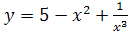 y = 5 − x² + 1/x³